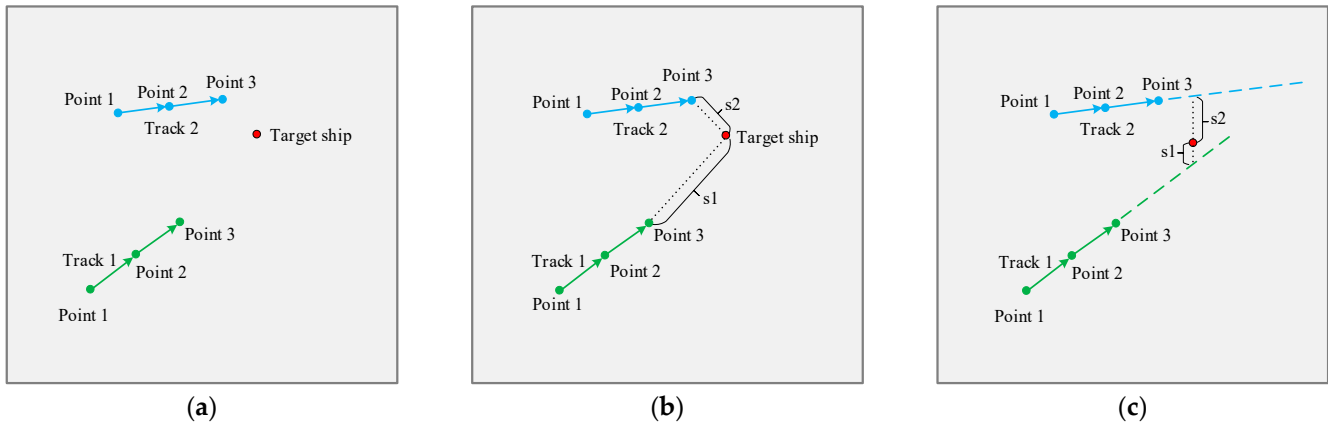 Point 1
Point 2
Point 3
Track 2
Target ship
Track 1
Point 3
Point 2
Point 1
(a)
Point 1
Point 2
Point 3
s2
Track 2
Target ship
s1
Track 1
Point 3
Point 2
Point 1
(b)
Point 1
Point 2
Point 3
Track 2
s2
s1
Track 1
Point 3
Point 2
Point 1
(c)